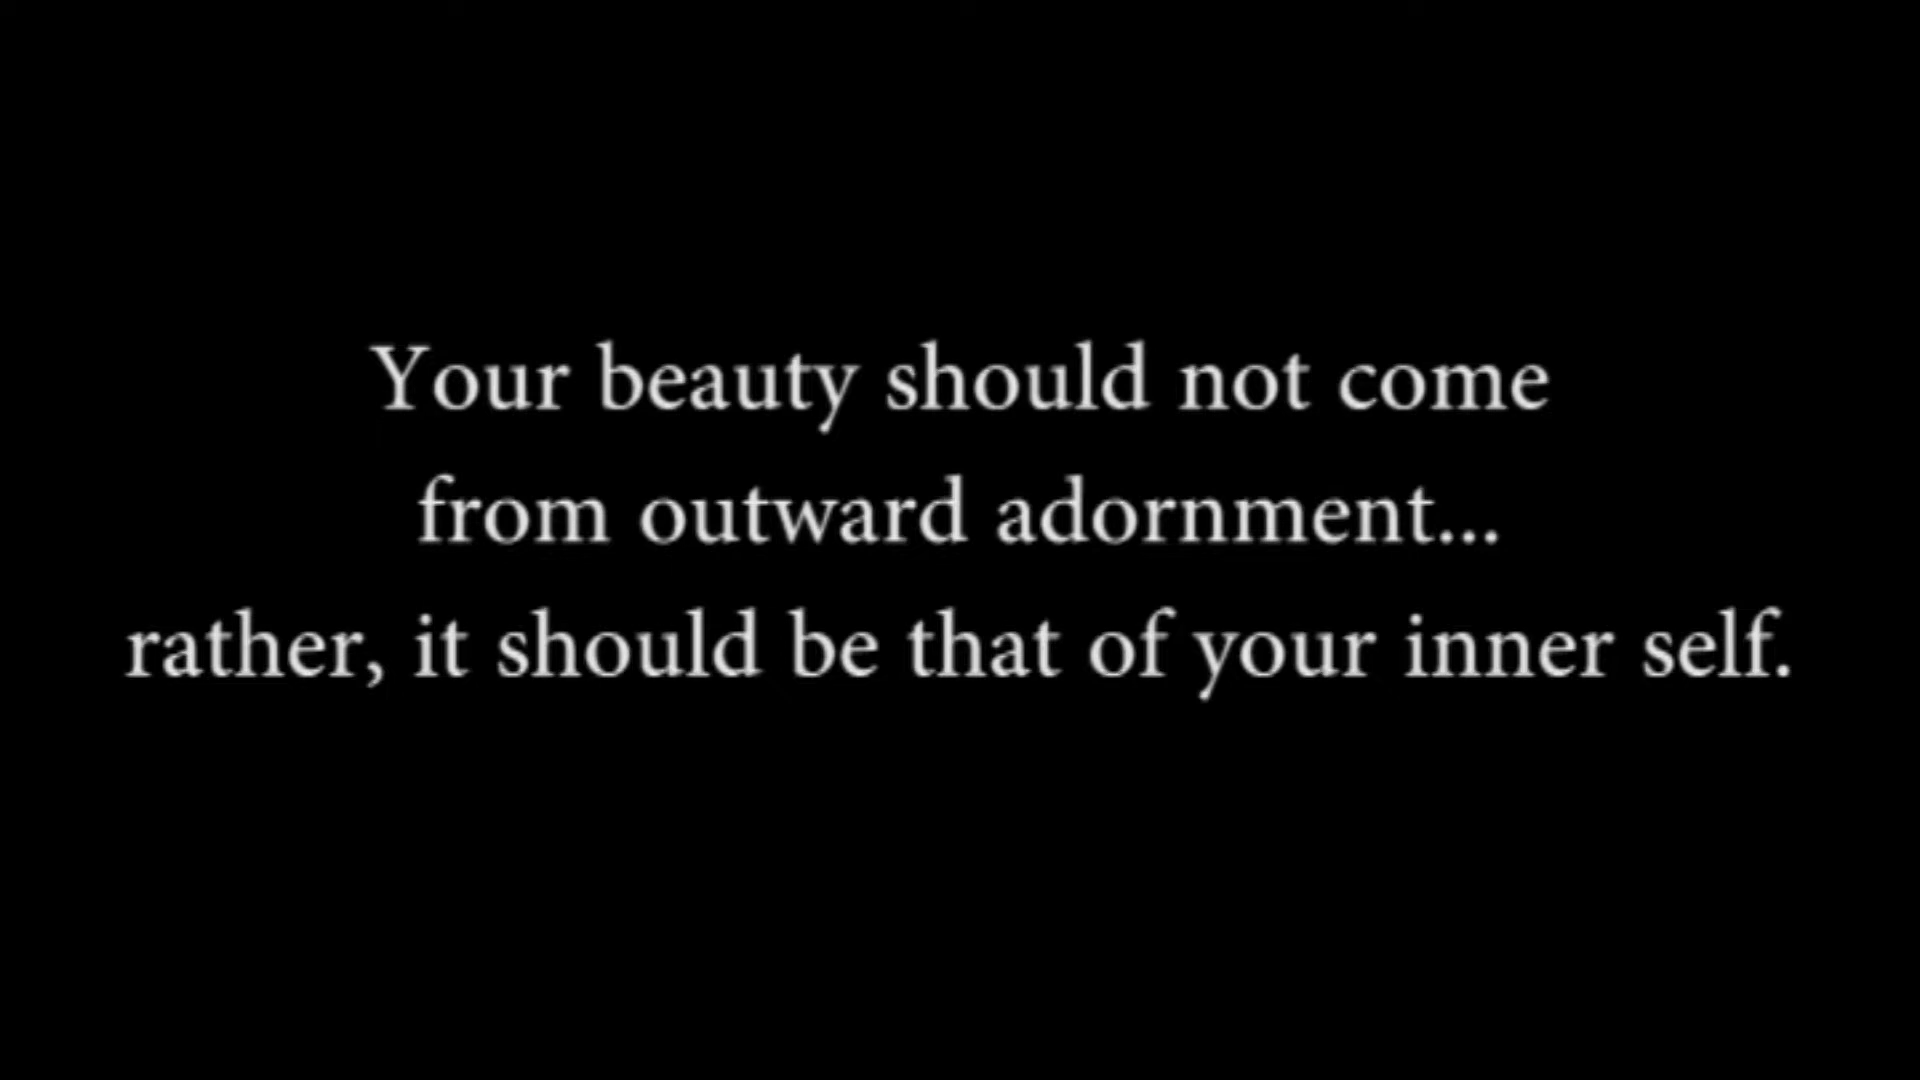 Your beauty should not come
from outward adornment...
rather, it should be that of your inner self.